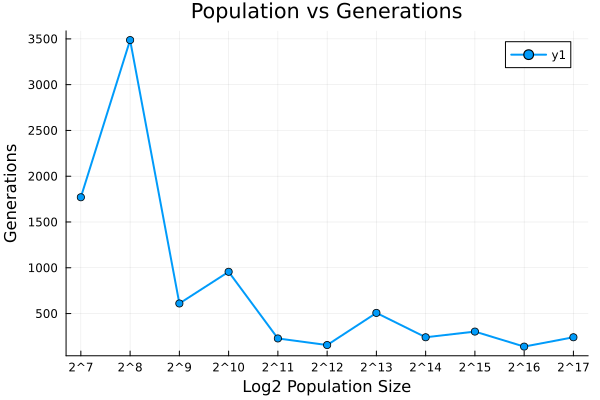 Population vs Generations
y1
3500
3000
2500
2000
1500
1000
500
Generations
2^7 2^8 2^9 2^10 2^11 2^12 2^13 2^14 2^15 2^16 2^17
Log2 Population Size